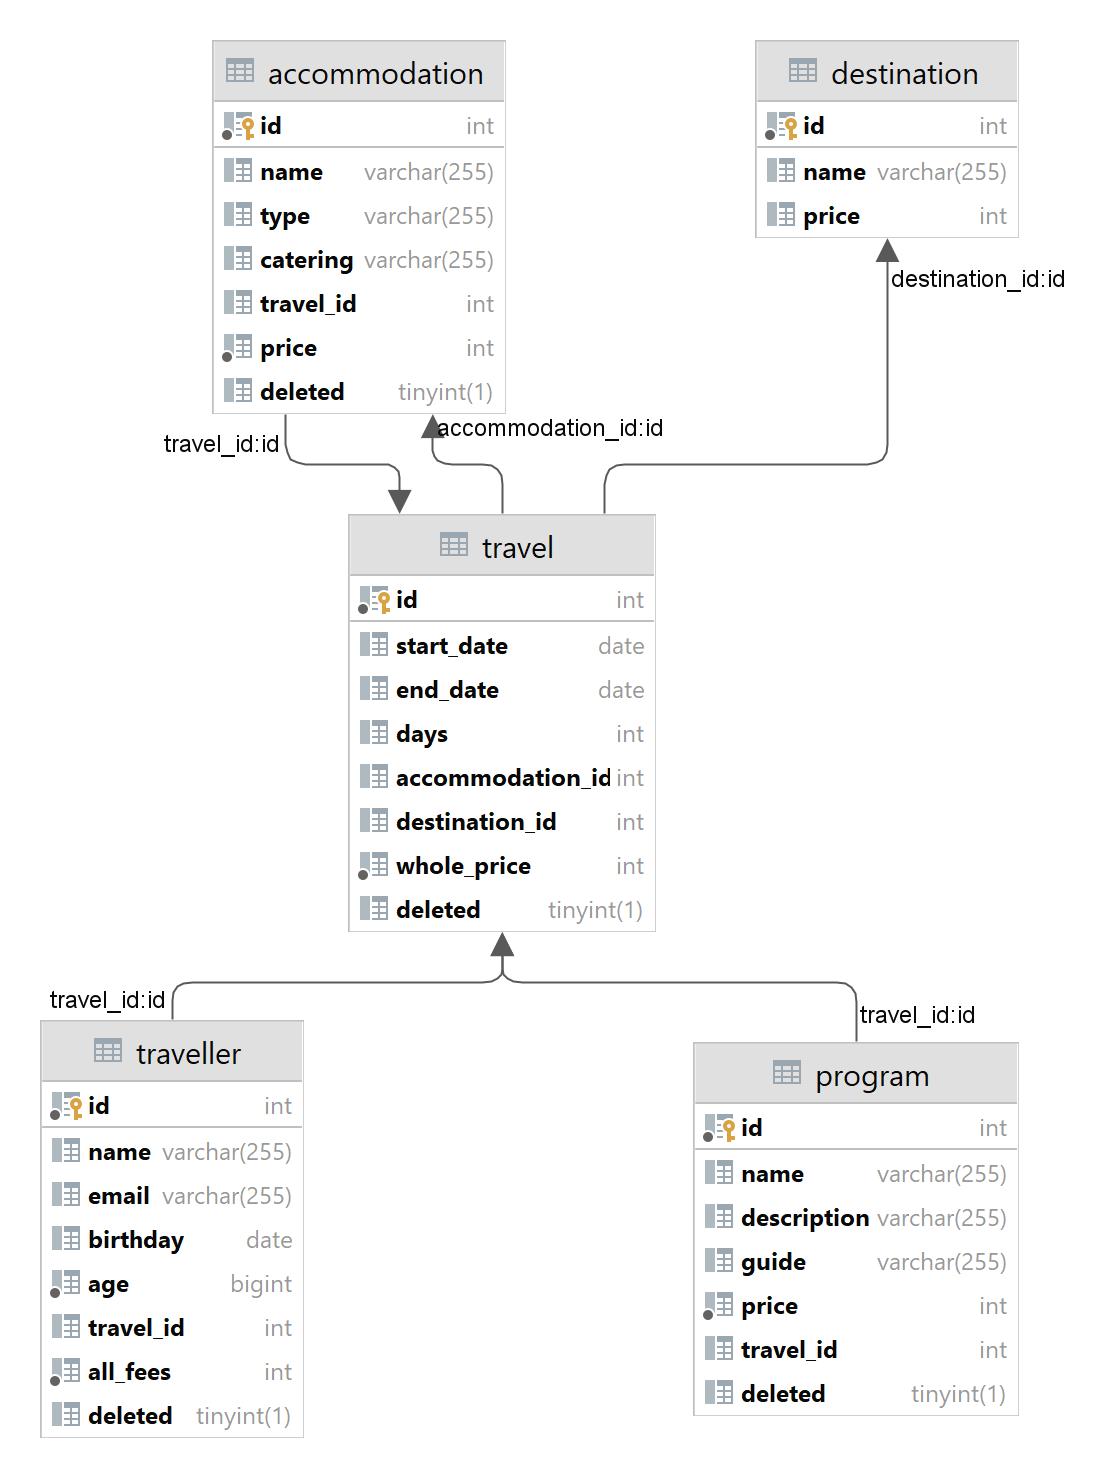 accommodation
id int
name varchar(255)
type varchar(255)
catering varchar(255)
travel_id int
price int
deleted tinyint(1)
destination
id int
name varchar(255)
price int
destination_id:id
travel_id:id
accommodation_id:id
travel
id int
start_date date
end_date date
days int
accommodation_id int
destination_id int
whole_price int
deleted tinyint(1)
travel_id:id
travel_id:id
traveller
id int
name varchar(255)
email varchar(255)
birthday date
age bigint
travel_id int
all_fees int
deleted tinyint(1)
program
id int
name varchar(255)
description varchar(255)
guide varchar(255)
price int
travel_id int
deleted tinyint(1)